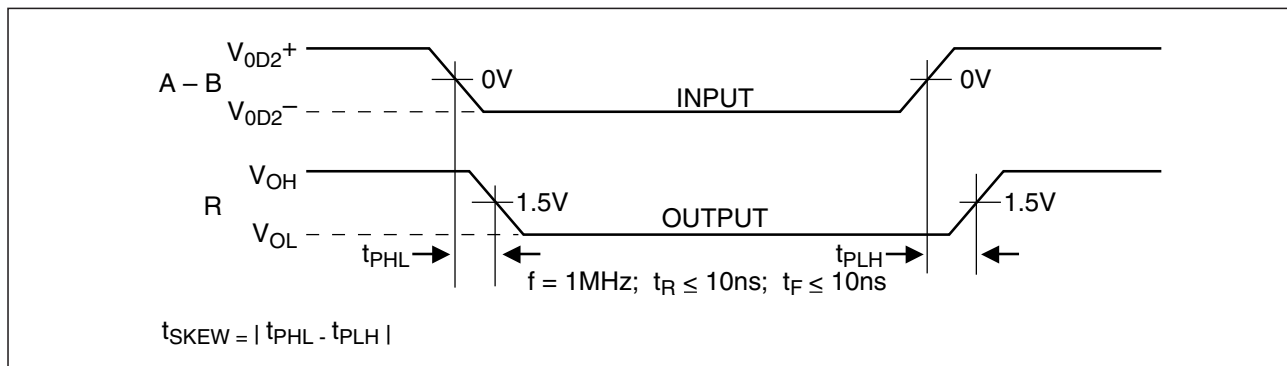 V0D2+
A – B
0V
0V
V0D2–
INPUT
VOH
R
1.5V
1.5V
VOL
OUTPUT
tPHL
tPLH
f = 1MHz; tR ≤ 10ns; tF ≤ 10ns
tSKEW = | tPHL - tPLH |